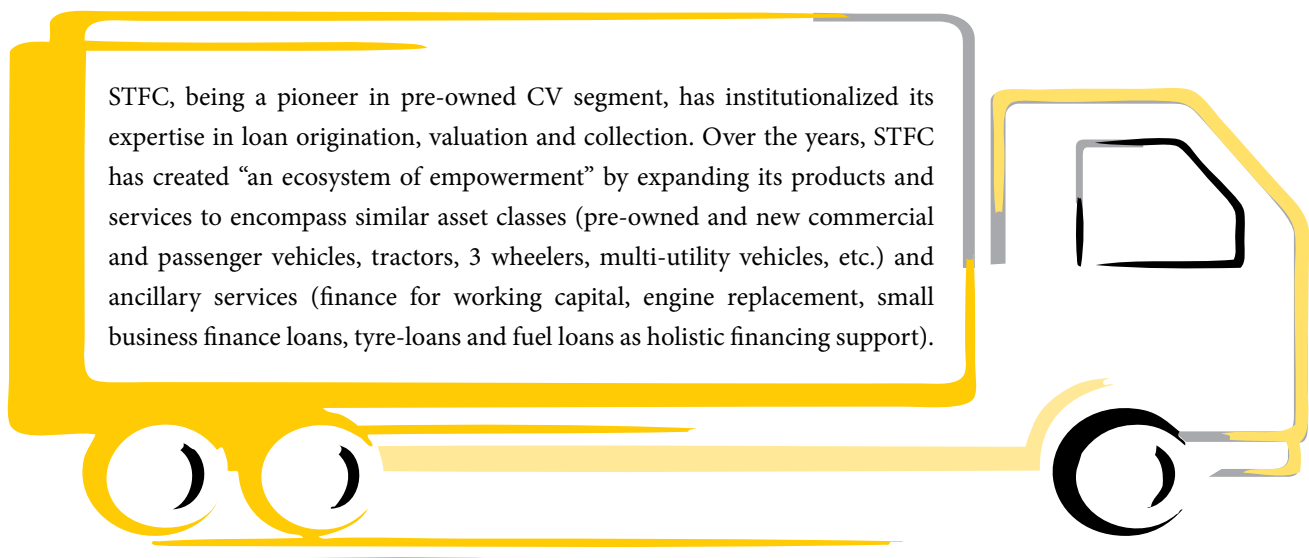 STFC, being a pioneer in pre-owned CV segment, has institutionalized its
expertise in loan origination, valuation and collection. Over the years, STFC
has created “an ecosystem of empowerment” by expanding its products and
services to encompass similar asset classes (pre-owned and new commercial
and passenger vehicles, tractors, 3 wheelers, multi-utility vehicles, etc.) and
ancillary services (finance for working capital, engine replacement, small
business finance loans, tyre-loans and fuel loans as holistic financing support).